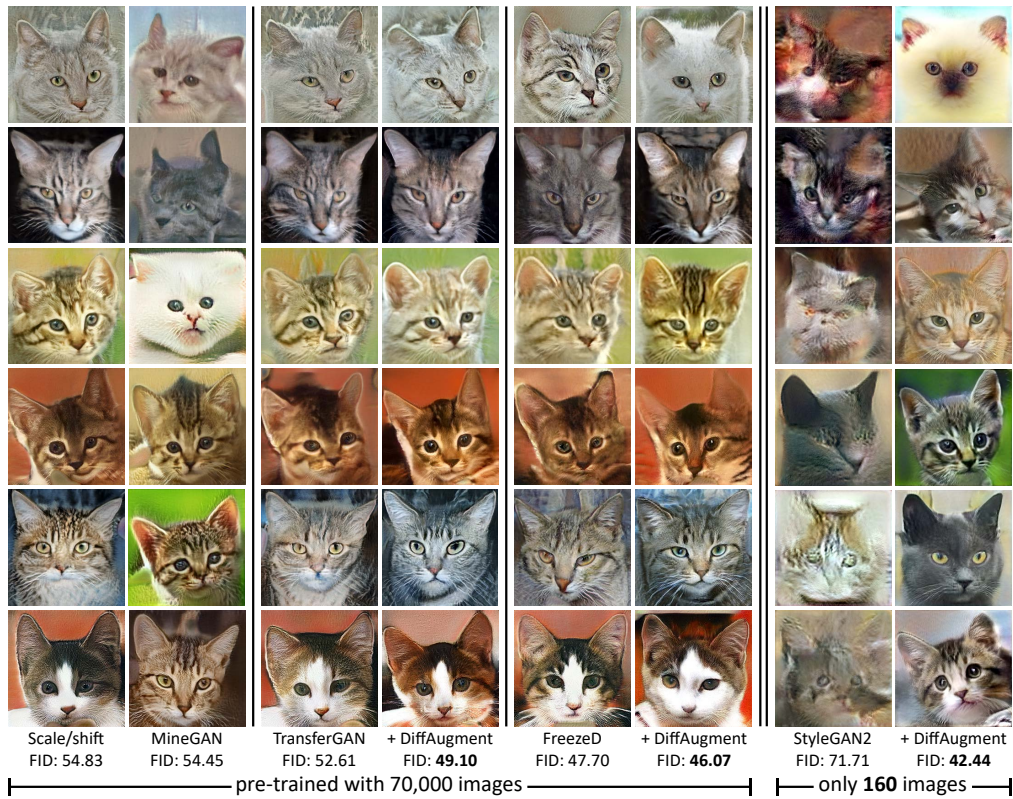 Scale/shift MineGAN TransferGAN + DiffAugment FreezeD + DiffAugment StyleGAN2 + DiffAugment
FID: 54.83 FID: 54.45 FID: 52.61 FID: 49.10 FID: 47.70 FID: 46.07 FID: 71.71 FID: 42.44
pre-trained with 70,000 images only 160 images